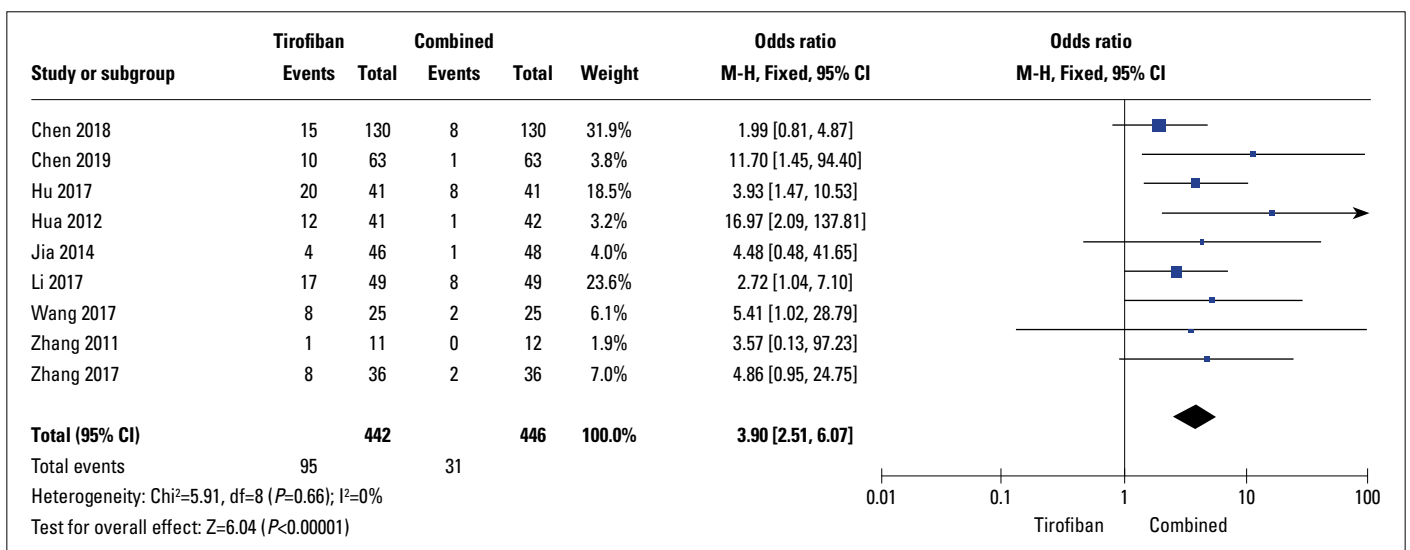 Tirofiban Combined Odds ratio Odds ratio
Study or subgroup Events Total Events Total Weight M-H, Fixed, 95% CI M-H, Fixed, 95% CI
Chen 2018 15 130 8 130 31.9% 1.99 [0.81, 4.87]
Chen 2019 10 63 1 63 3.8% 11.70 [1.45, 94.40]
Hu 2017 20 41 8 41 18.5% 3.93 [1.47, 10.53]
Hua 2012 12 41 1 42 3.2% 16.97 [2.09, 137.81]
Jia 2014 4 46 1 48 4.0% 4.48 [0.48, 41.65]
Li 2017 17 49 8 49 23.6% 2.72 [1.04, 7.10]
Wang 2017 8 25 2 25 6.1% 5.41 [1.02, 28.79]
Zhang 2011 1 11 0 12 1.9% 3.57 [0.13, 97.23]
Zhang 2017 8 36 2 36 7.0% 4.86 [0.95, 24.75]
Total (95% CI) 442 446 100.0% 3.90 [2.51, 6.07]
Total events 95 31
Heterogeneity: Chi²=5.91, df=8 (P=0.66); I²=0%
Test for overall effect: Z=6.04 (P<0.00001)
0.01 0.1 1 10 100
Tirofiban Combined